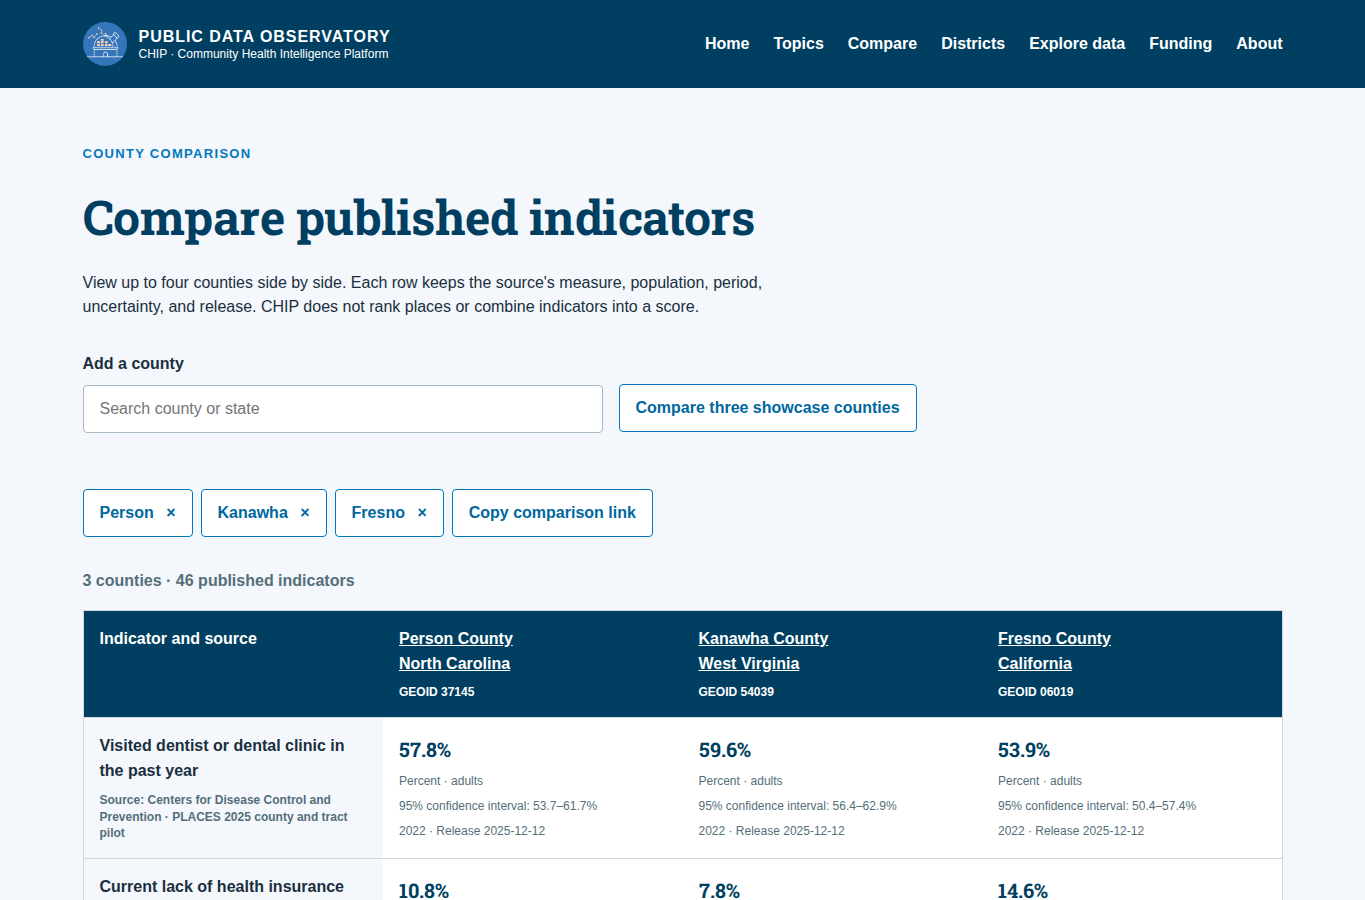 PUBLIC DATA OBSERVATORY
CHIP · Community Health Intelligence Platform
Home
Topics
Compare
Districts
Explore data
Funding
About
COUNTY COMPARISON
Compare published indicators
View up to four counties side by side. Each row keeps the source's measure, population, period,
uncertainty, and release. CHIP does not rank places or combine indicators into a score.
Add a county
Search county or state
Compare three showcase counties
Person ×
Kanawha ×
Fresno ×
Copy comparison link
3 counties · 46 published indicators
Indicator and source
Person County
North Carolina
GEOID 37145
Kanawha County
West Virginia
GEOID 54039
Fresno County
California
GEOID 06019
Visited dentist or dental clinic in
the past year
Source: Centers for Disease Control and
Prevention · PLACES 2025 county and tract
pilot
57.8%
Percent · adults
95% confidence interval: 53.7–61.7%
2022 · Release 2025-12-12
59.6%
Percent · adults
95% confidence interval: 56.4–62.9%
2022 · Release 2025-12-12
53.9%
Percent · adults
95% confidence interval: 50.4–57.4%
2022 · Release 2025-12-12
Current lack of health insurance
10.8%
7.8%
14.6%